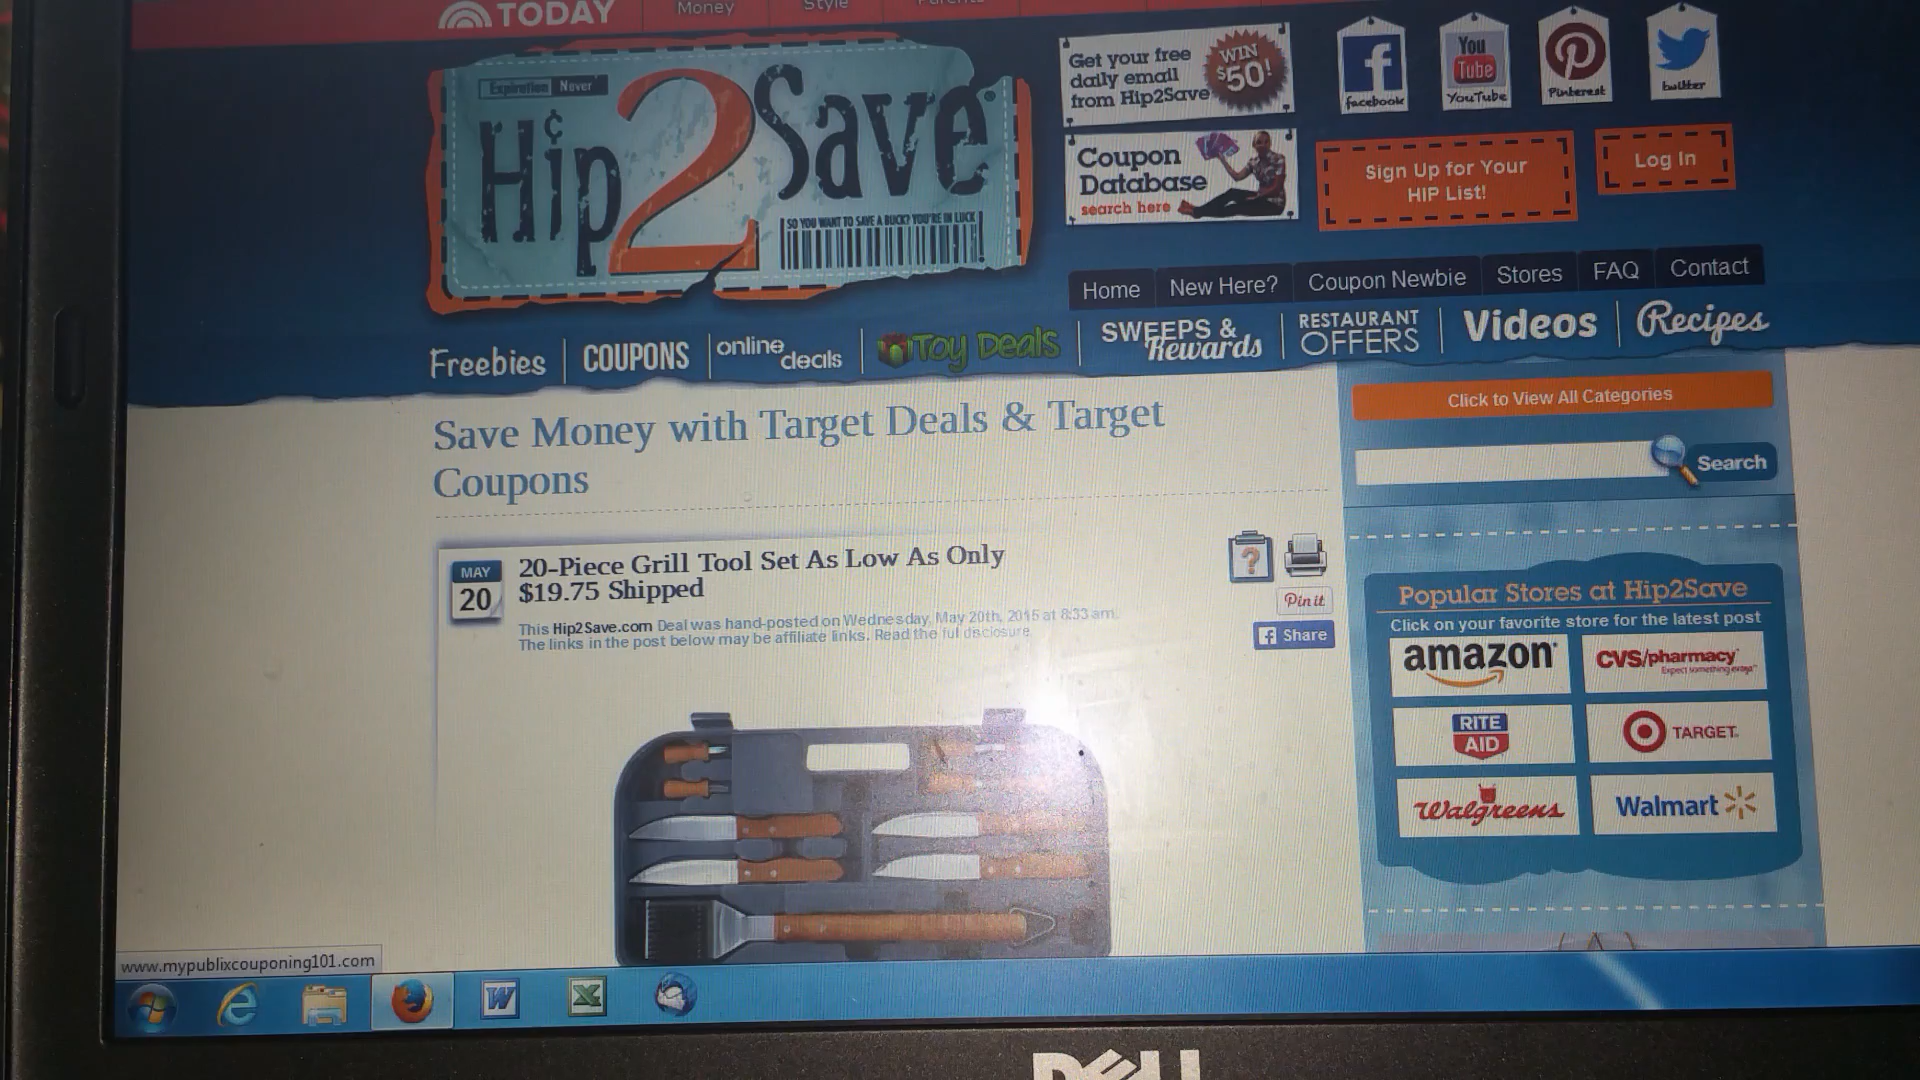 TODAY
Money
Style
Parents
Expiration Never
Hip2Save®
SO YOU WANT TO SAVE A BUCK? YOU'RE IN LUCK!
Get your free
daily email
from Hip2Save
WIN
$50!
Coupon
Database
search here
facebook
You
Tube
YouTube
Pinterest
twitter
Sign Up for Your
HIP List!
Log In
Home
New Here?
Coupon Newbie
Stores
FAQ
Contact
Freebies
COUPONS
online
deals
Toy Deals
SWEEPS &
Rewards
RESTAURANT
OFFERS
Videos
Recipes
Save Money with Target Deals & Target
Coupons
Click to View All Categories
Search
MAY
20
20-Piece Grill Tool Set As Low As Only
$19.75 Shipped
This Hip2Save.com Deal was hand-posted on Wednesday, May 20th, 2015 at 8:33 am.
The links in the post below may be affiliate links. Read the full disclosure
?
Pin it
Share
Popular Stores at Hip2Save
Click on your favorite store for the latest post
amazon
CVS/pharmacy
Expect something extra
RITE
AID
TARGET
Walgreens
Walmart
www.mypublixcouponing101.com
DELL